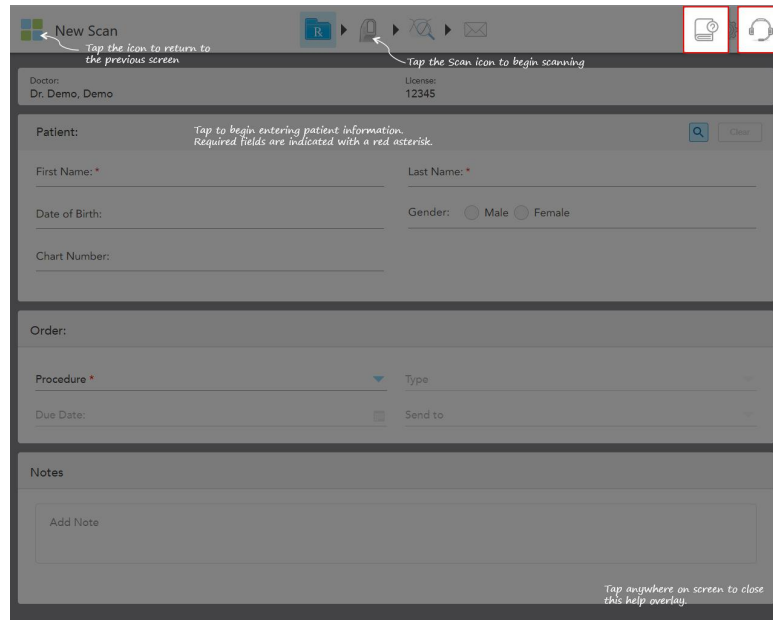 New Scan
R
Tap the icon to return to
the previous screen
Tap the Scan icon to begin scanning
Doctor:
License:
Dr. Demo, Demo
12345
Patient:
Tap to begin entering patient information.
Required fields are indicated with a red asterisk.
Clear
First Name: *
Last Name: *
Date of Birth:
Gender: Male Female
Chart Number:
Order:
Procedure *
Type
Due Date:
Send to
Notes
Add Note
Tap anywhere on screen to close
this help overlay.